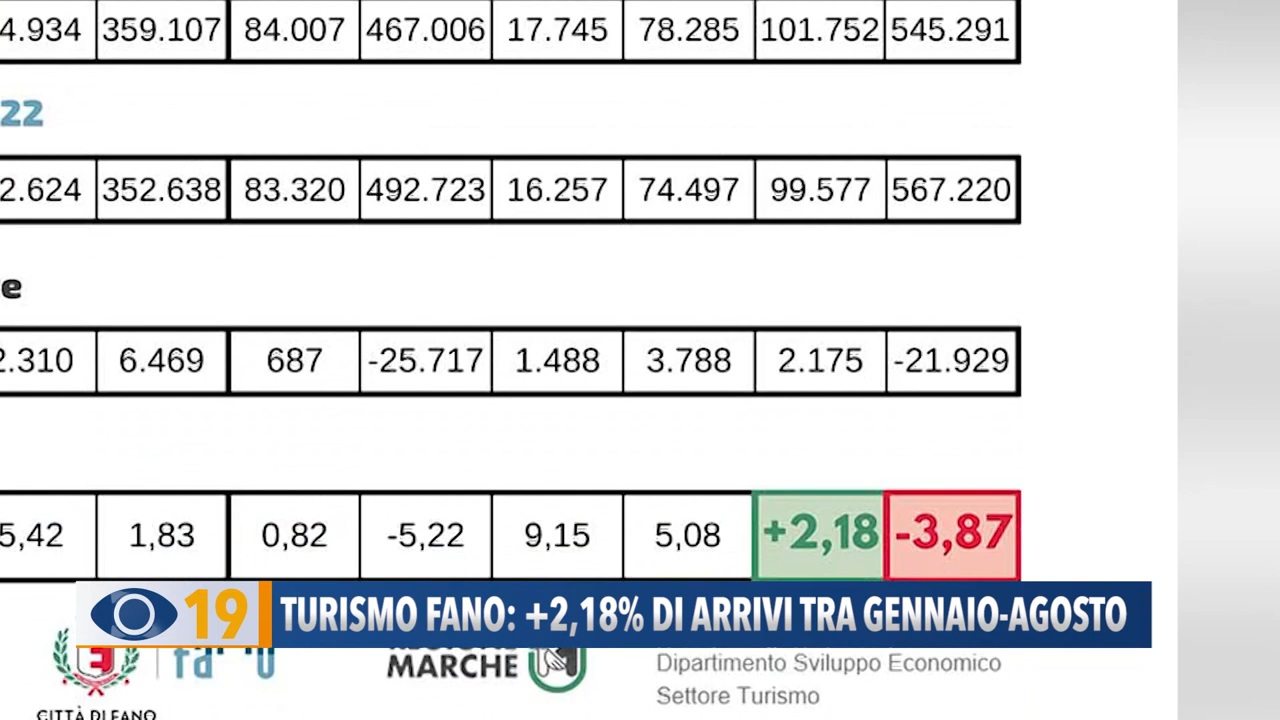 4.934 359.107 84.007 467.006 17.745 78.285 101.752 545.291
22
2.624 352.638 83.320 492.723 16.257 74.497 99.577 567.220
e
2.310 6.469 687 -25.717 1.488 3.788 2.175 -21.929
5,42 1,83 0,82 -5,22 9,15 5,08 +2,18 -3,87
19 TURISMO FANO: +2,18% DI ARRIVI TRA GENNAIO-AGOSTO
MARCHE
Dipartimento Sviluppo Economico
Settore Turismo
CITTÀ DI FANO